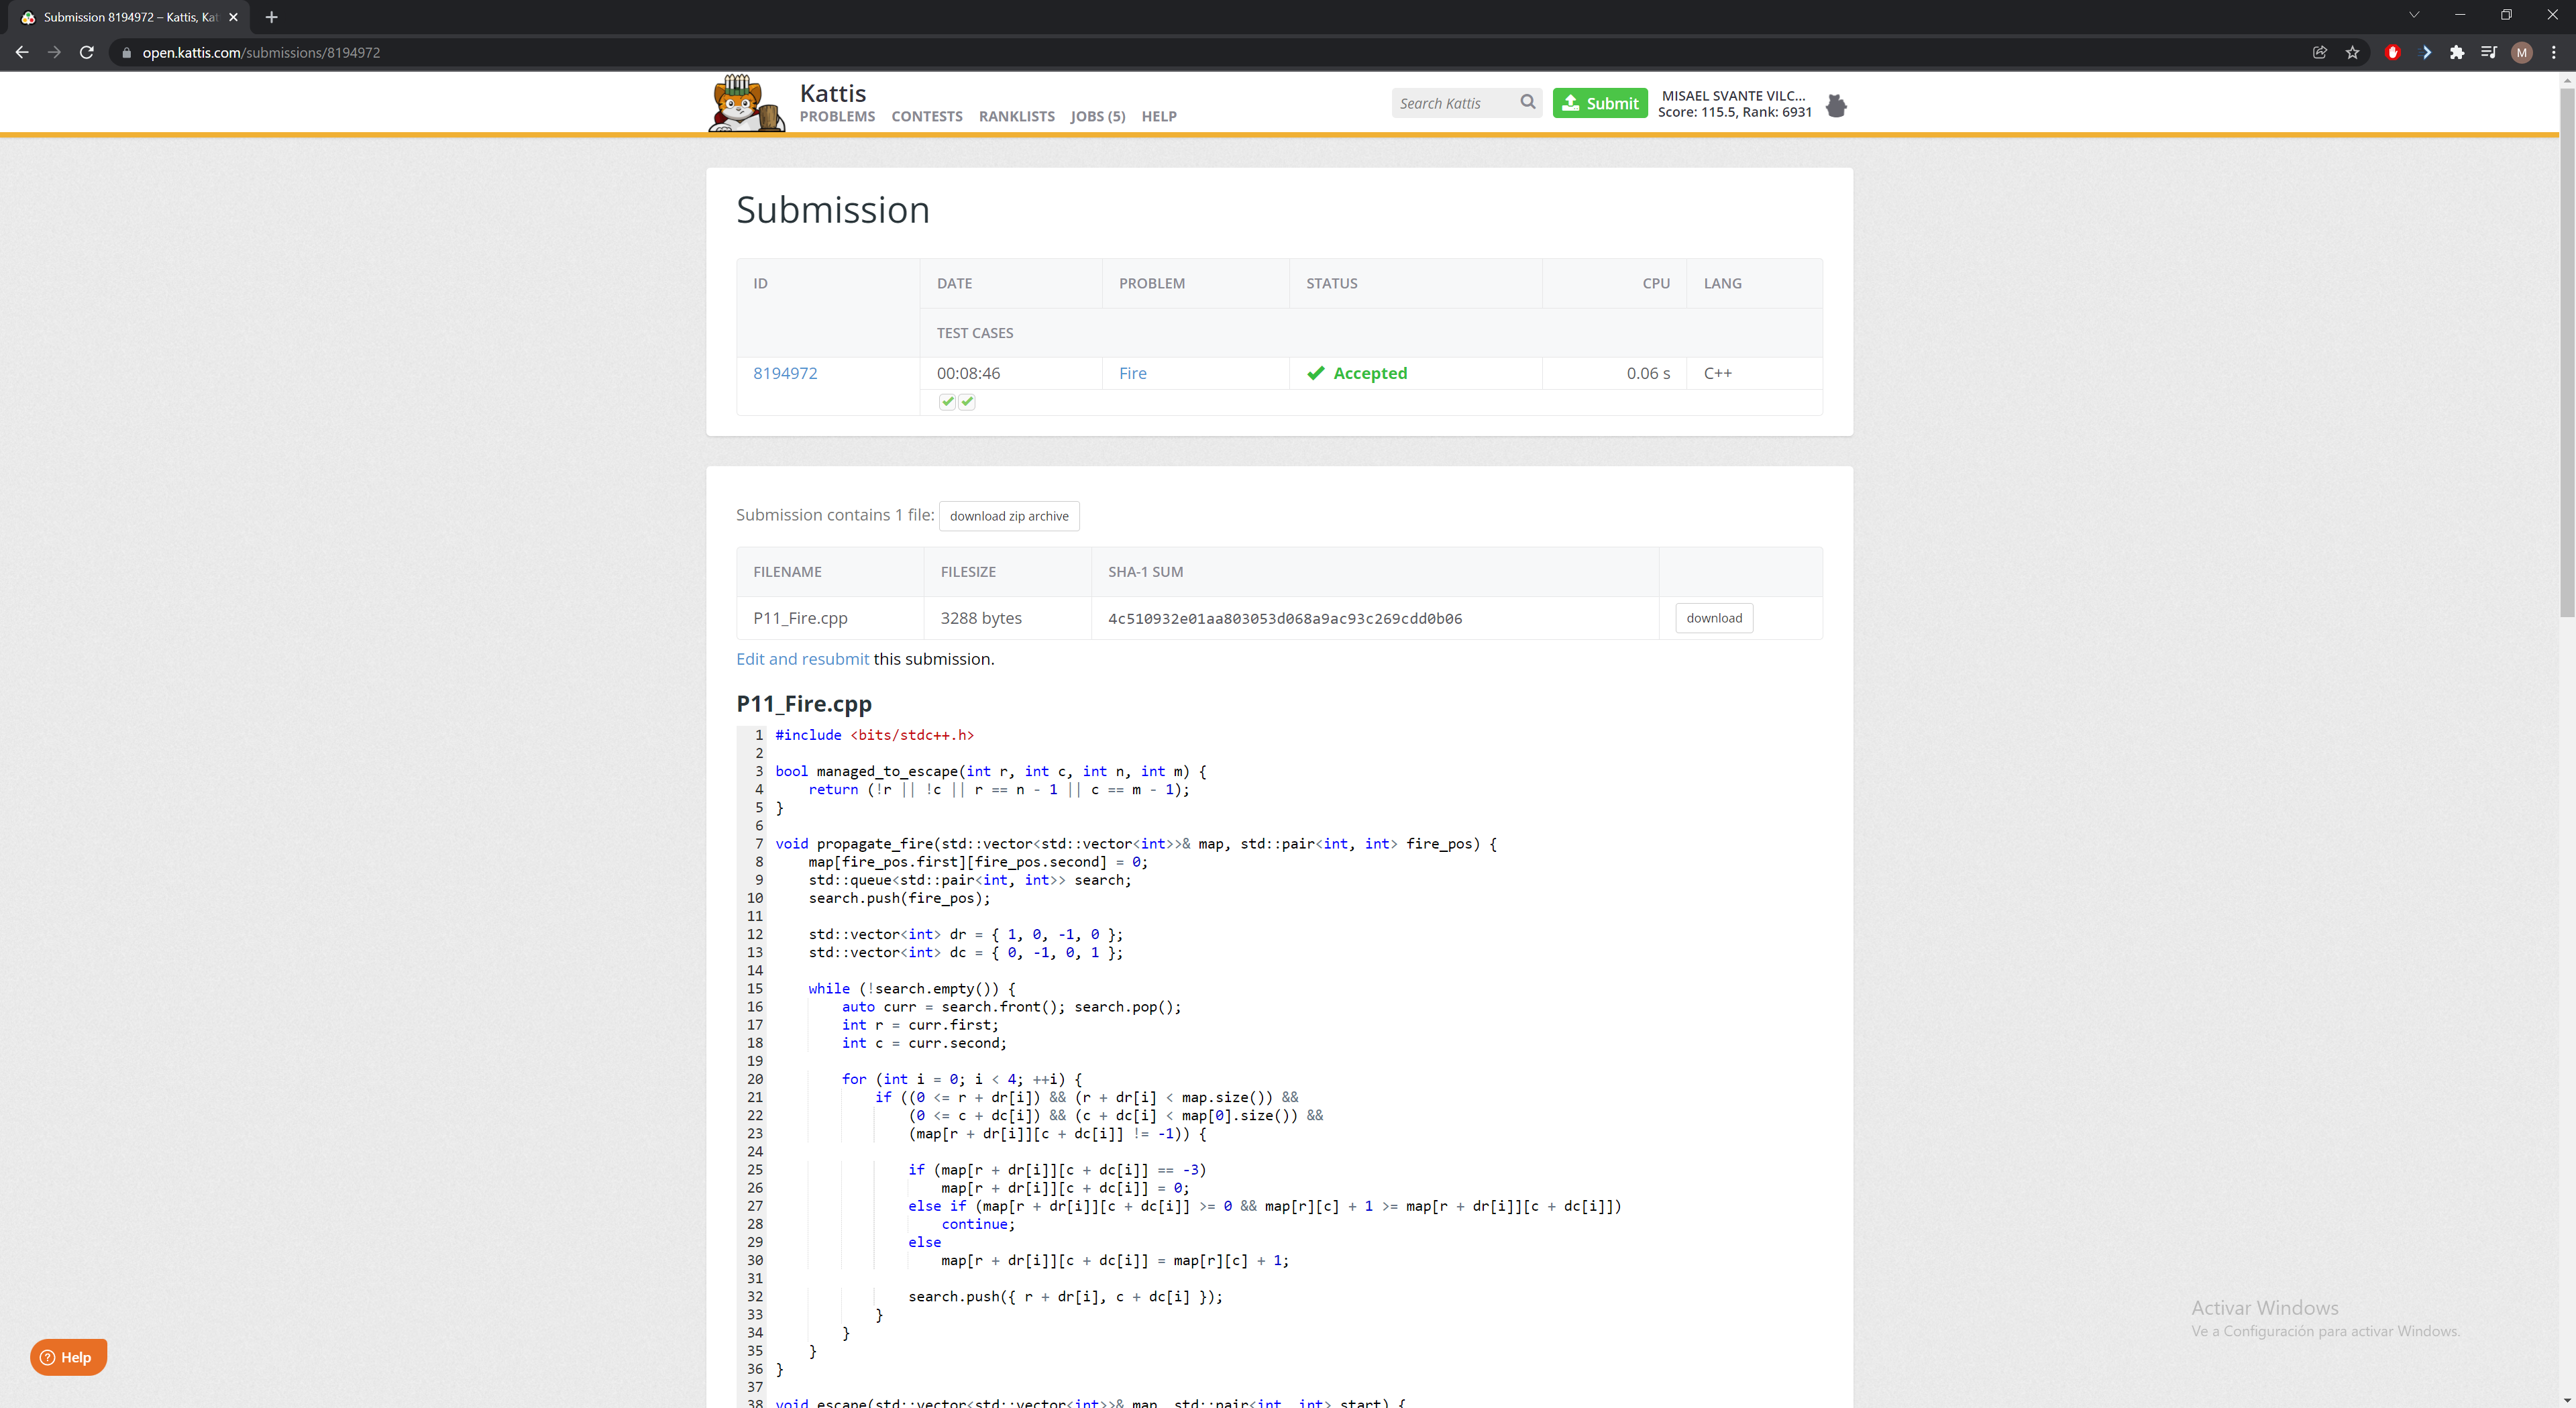 Submission 8194972 – Kattis, Kat
open.kattis.com/submissions/8194972
M
Kattis
PROBLEMS CONTESTS RANKLISTS JOBS (5) HELP
Search Kattis
Submit
MISAEL SVANTE VILC...
Score: 115.5, Rank: 6931
Submission
ID DATE PROBLEM STATUS CPU LANG
TEST CASES
8194972 00:08:46 Fire Accepted 0.06 s C++
Submission contains 1 file: download zip archive
FILENAME FILESIZE SHA-1 SUM
P11_Fire.cpp 3288 bytes 4c510932e01aa803053d068a9ac93c269cdd0b06 download
Edit and resubmit this submission.
P11_Fire.cpp
1 #include <bits/stdc++.h>
2
3 bool managed_to_escape(int r, int c, int n, int m) {
4     return (!r || !c || r == n - 1 || c == m - 1);
5 }
6
7 void propagate_fire(std::vector<std::vector<int>>& map, std::pair<int, int> fire_pos) {
8     map[fire_pos.first][fire_pos.second] = 0;
9     std::queue<std::pair<int, int>> search;
10     search.push(fire_pos);
11
12     std::vector<int> dr = { 1, 0, -1, 0 };
13     std::vector<int> dc = { 0, -1, 0, 1 };
14
15     while (!search.empty()) {
16         auto curr = search.front(); search.pop();
17         int r = curr.first;
18         int c = curr.second;
19
20         for (int i = 0; i < 4; ++i) {
21             if ((0 <= r + dr[i]) && (r + dr[i] < map.size()) &&
22                 (0 <= c + dc[i]) && (c + dc[i] < map[0].size()) &&
23                 (map[r + dr[i]][c + dc[i]] != -1)) {
24
25                 if (map[r + dr[i]][c + dc[i]] == -3)
26                     map[r + dr[i]][c + dc[i]] = 0;
27                 else if (map[r + dr[i]][c + dc[i]] >= 0 && map[r][c] + 1 >= map[r + dr[i]][c + dc[i]])
28                     continue;
29                 else
30                     map[r + dr[i]][c + dc[i]] = map[r][c] + 1;
31
32                 search.push({ r + dr[i], c + dc[i] });
33             }
34         }
35     }
36 }
37
38 void escape(std::vector<std::vector<int>>& map, std::pair<int, int> start) {
Help
Activar Windows
Ve a Configuración para activar Windows.